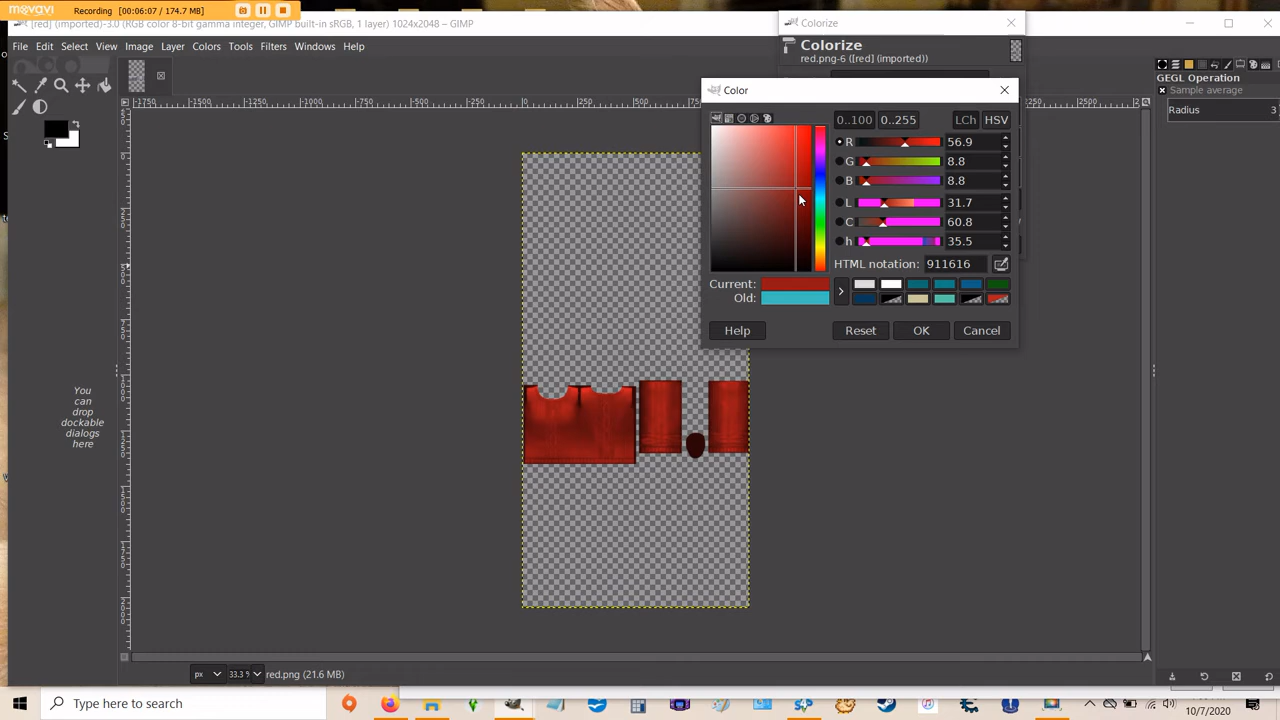 movavi
Recording [00:06:07 / 174.7 MB]
[red] (imported)-3.0 (RGB color 8-bit gamma integer, GIMP built-in sRGB, 1 layer) 1024x2048 – GIMP
File Edit Select View Image Layer Colors Tools Filters Windows Help
Colorize
Colorize
red.png-6 ([red] (imported))
Color
0..100 0..255 LCh HSV
R 56.9
G 8.8
B 8.8
L 31.7
C 60.8
h 35.5
HTML notation: 911616
Current:
Old:
Help Reset OK Cancel
GEGL Operation
Sample average
Radius 3
You
can
drop
dockable
dialogs
here
px 33.3 % red.png (21.6 MB)
Type here to search
10/7/2020